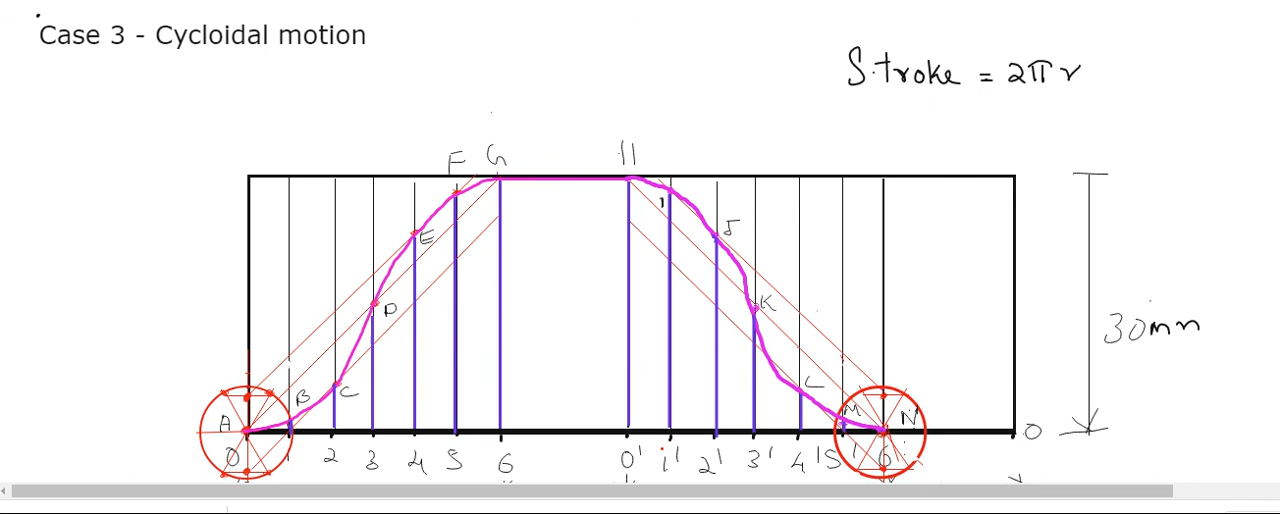 Case 3 - Cycloidal motion
Stroke = 2πr
F G H
I J
E
D K
30mm
B C L
A M N
0
0 1 2 3 4 5 6 0' 1' 2' 3' 4' 5' 6'